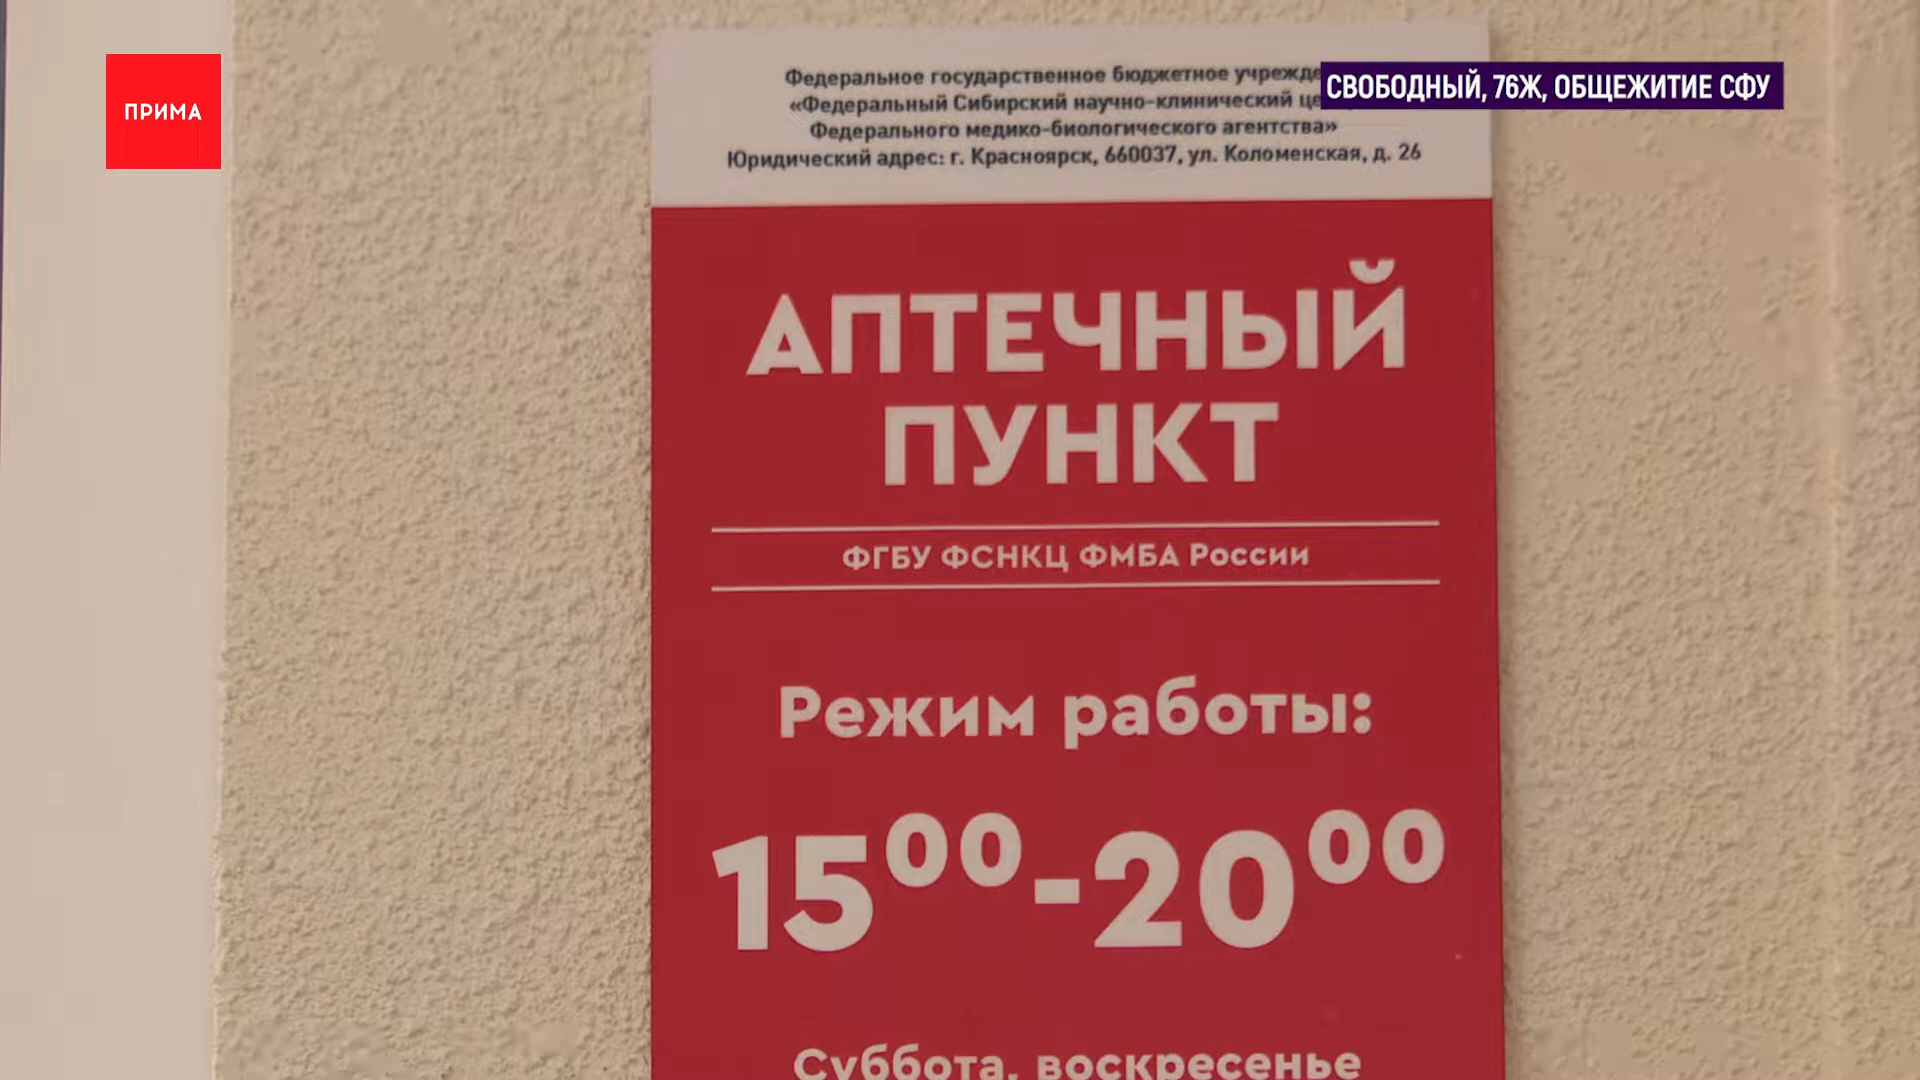 ПРИМА
СВОБОДНЫЙ, 76Ж, ОБЩЕЖИТИЕ СФУ
Федеральное государственное бюджетное
«Федеральный Сибирский научно-клинический
Федерального медико-биологического агентства»
Юридический адрес: г. Красноярск, 660037, ул. Коломенская, д. 26
АПТЕЧНЫЙ
ПУНКТ
ФГБУ ФСНКЦ ФМБА России
Режим работы:
15⁰⁰-20⁰⁰
Суббота, воскресенье